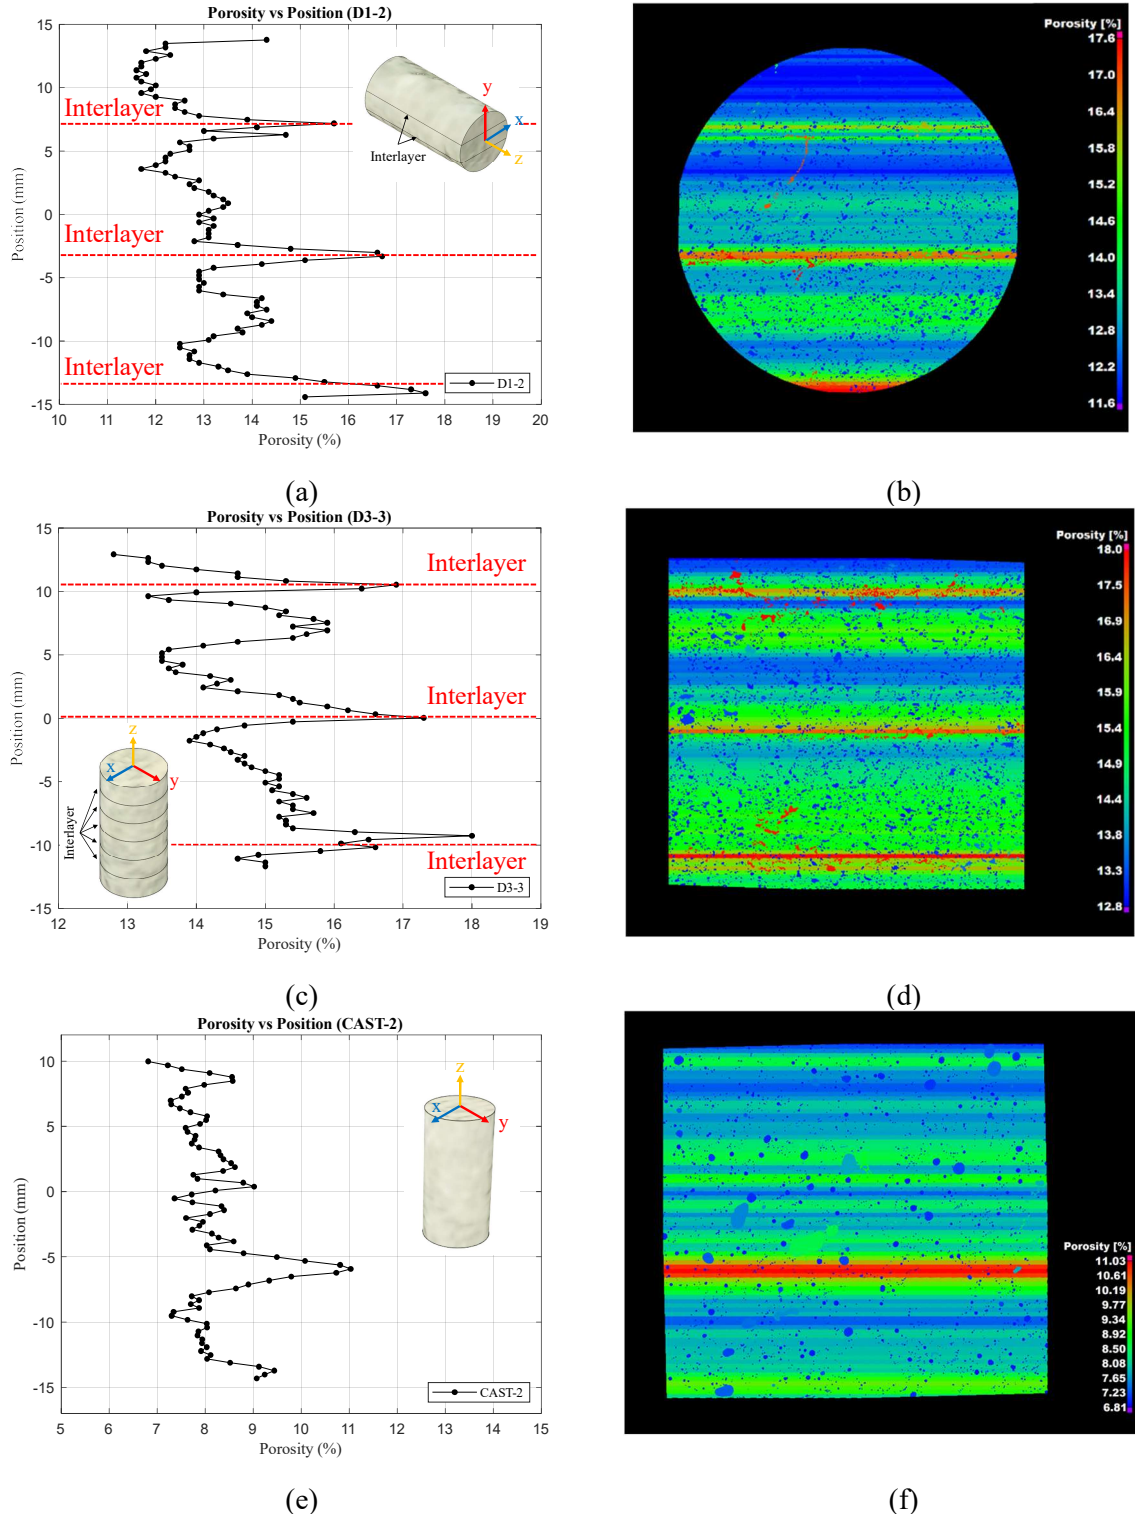 Porosity vs Position (D1-2)
15
10
5
0
-5
-10
-15
Position (mm)
Interlayer
Interlayer
Interlayer
Interlayer
y
x
z
D1-2
10 11 12 13 14 15 16 17 18 19 20
Porosity (%)
(a)
Porosity [%]
17.6
17.0
16.4
15.8
15.2
14.6
14.0
13.4
12.8
12.2
11.6
(b)
Porosity vs Position (D3-3)
15
10
5
0
-5
-10
-15
Position (mm)
Interlayer
Interlayer
Interlayer
Interlayer
z
x
y
D3-3
12 13 14 15 16 17 18 19
Porosity (%)
(c)
Porosity [%]
18.0
17.5
16.9
16.4
15.9
15.4
14.9
14.4
13.8
13.3
12.8
(d)
Porosity vs Position (CAST-2)
10
5
0
-5
-10
-15
Position (mm)
z
x
y
CAST-2
5 6 7 8 9 10 11 12 13 14 15
Porosity (%)
(e)
Porosity [%]
11.03
10.61
10.19
9.77
9.34
8.92
8.50
8.08
7.65
7.23
6.81
(f)